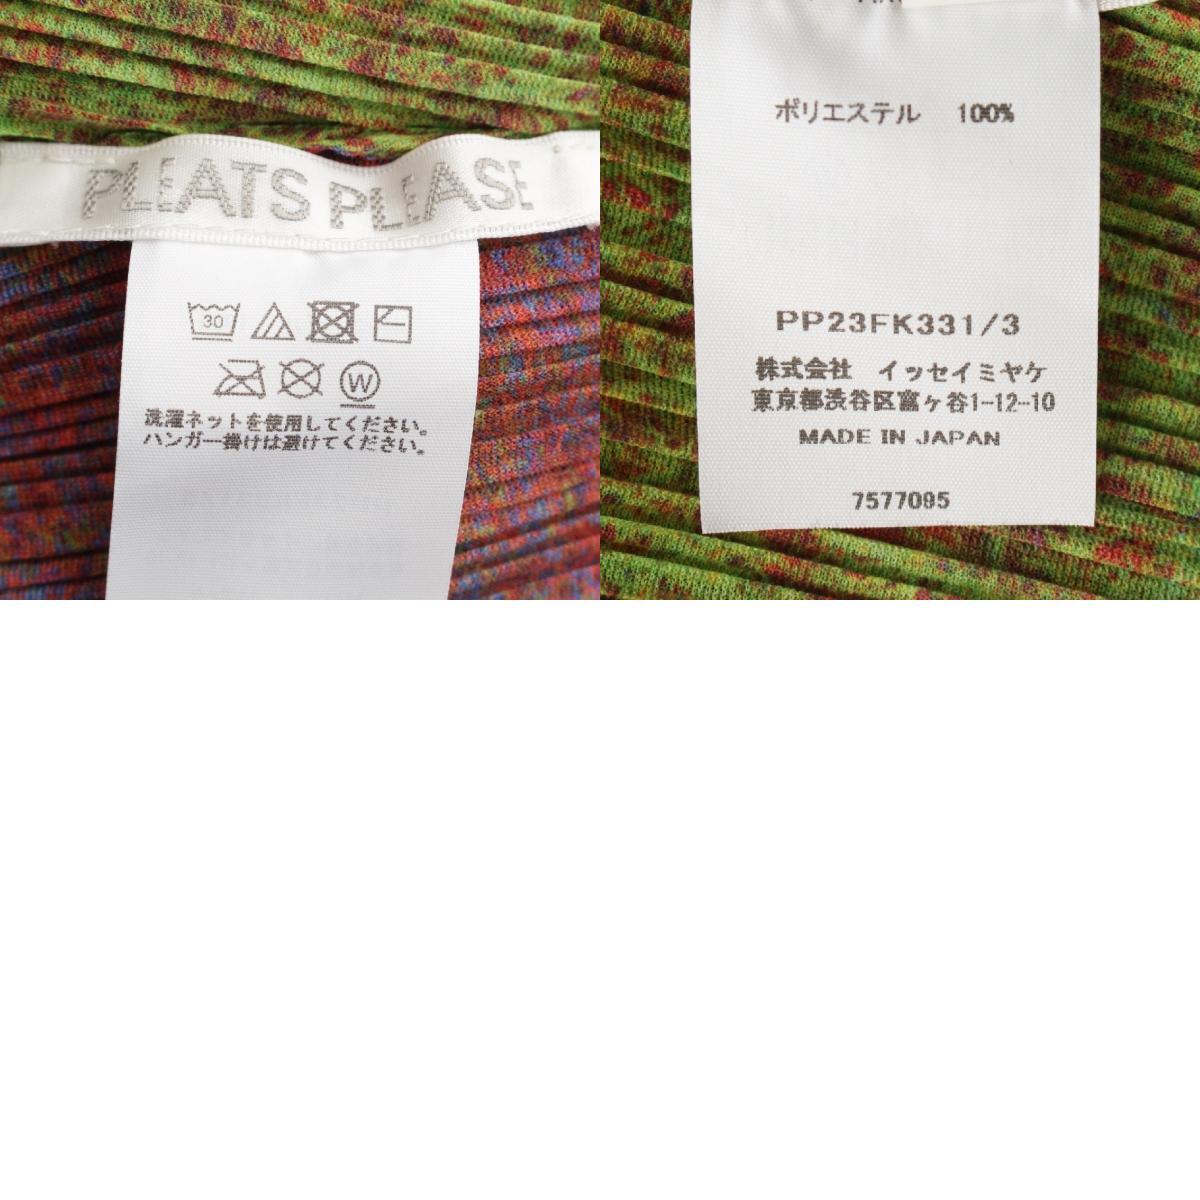 PLEATS PLEASE
30
W
洗濯ネットを使用してください。
ハンガー掛けは避けてください。
ポリエステル 100%
PP23FK331/3
株式会社 イッセイミヤケ
東京都渋谷区富ヶ谷1-12-10
MADE IN JAPAN
7577095